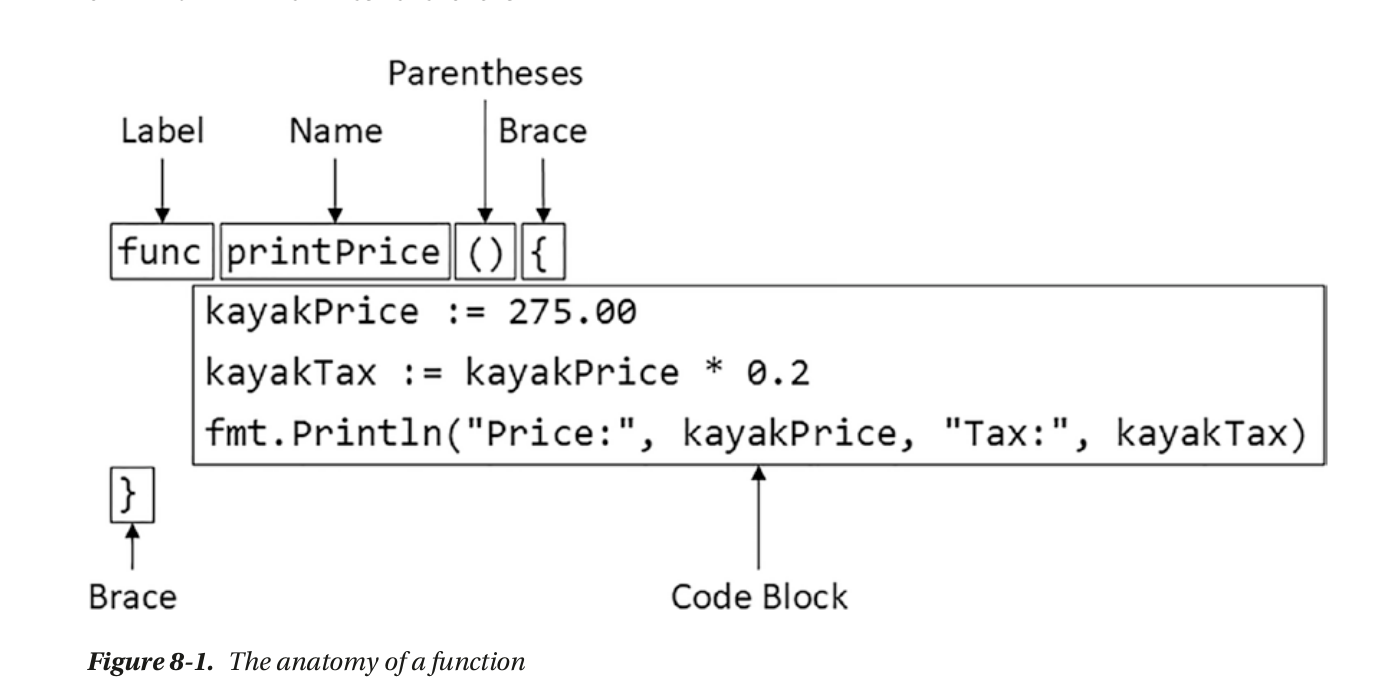 Parentheses
Label Name Brace
func printPrice () {
kayakPrice := 275.00
kayakTax := kayakPrice * 0.2
fmt.Println("Price:", kayakPrice, "Tax:", kayakTax)
}
Brace Code Block
Figure 8-1. The anatomy of a function